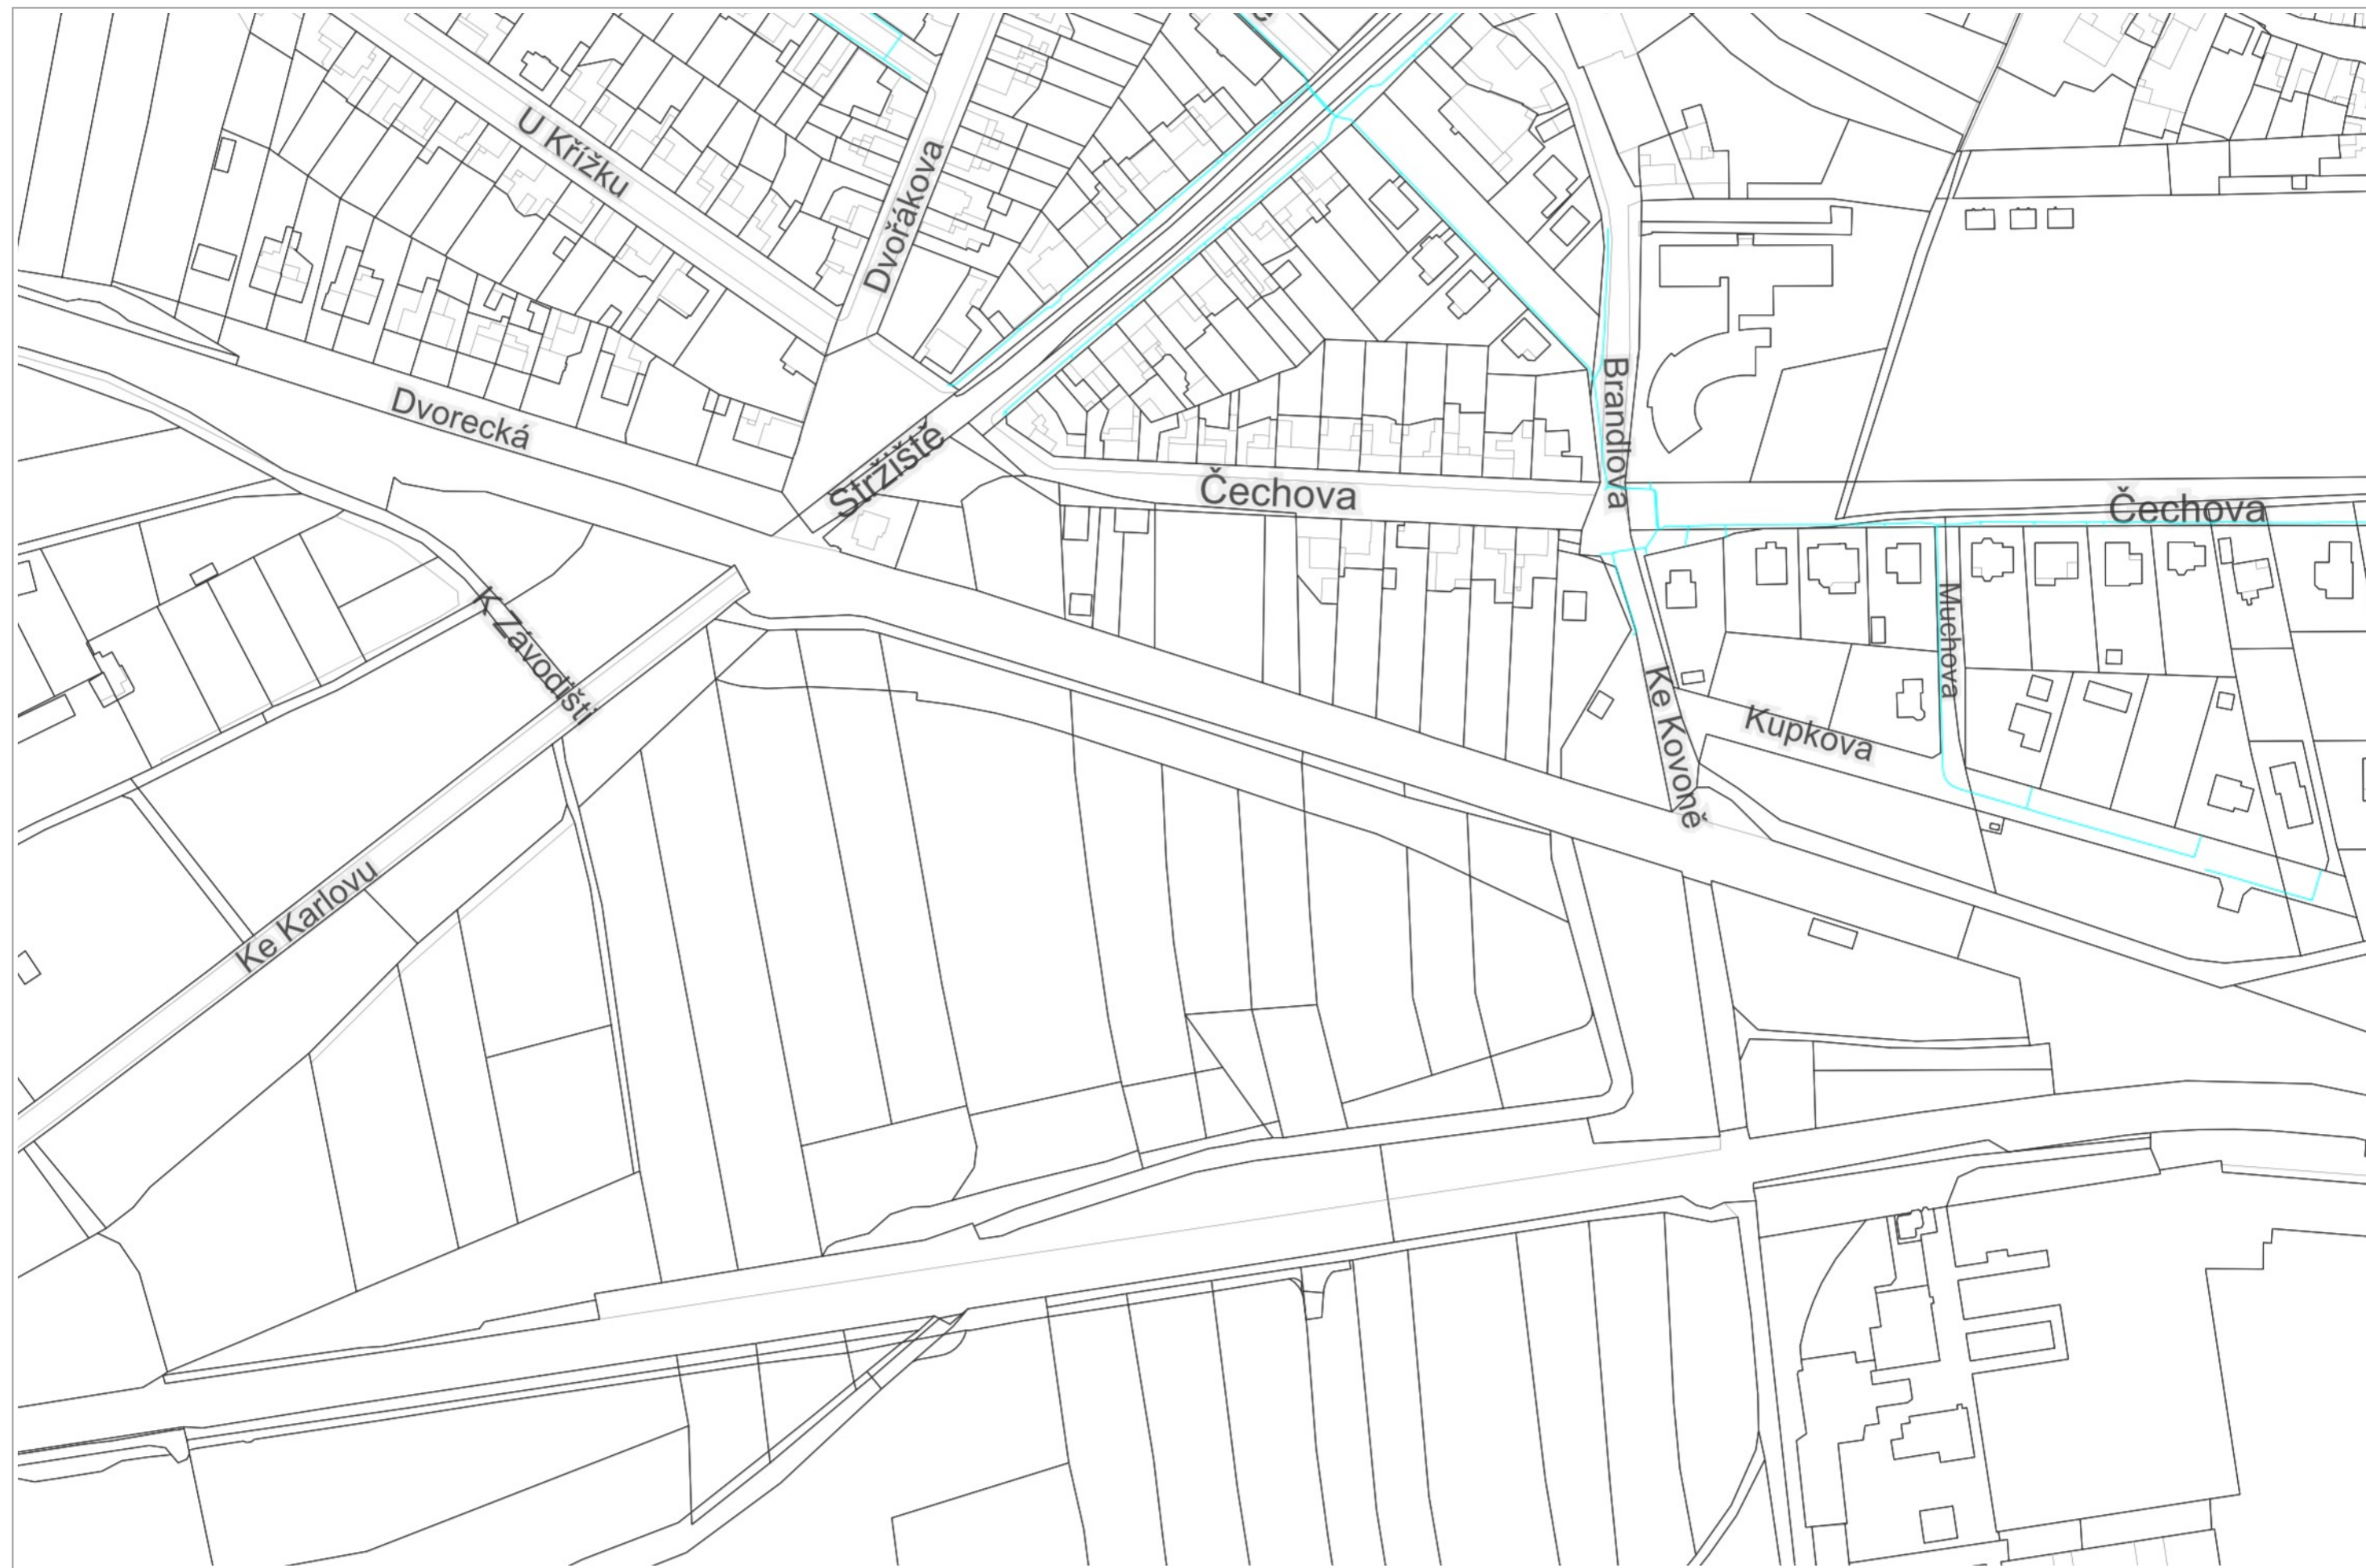 U Křížku
Dvořákova
Dvorecká
Stržiště
Čechova
Brandlova
Čechova
K Závodišti
Muchova
Ke Kovoně
Kupkova
Ke Karlovu